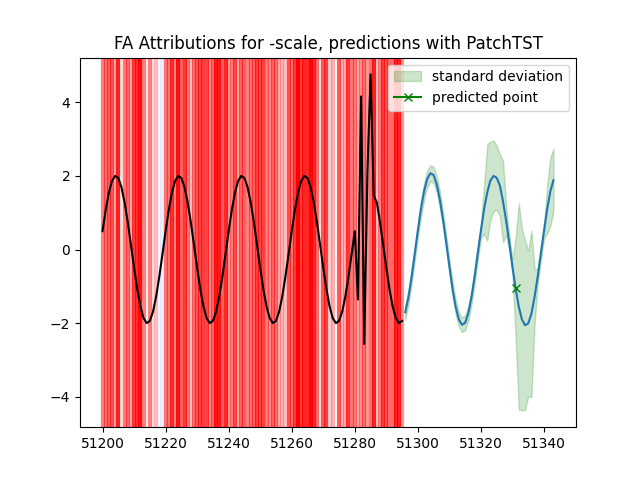 FA Attributions for -scale, predictions with PatchTST
standard deviation
predicted point
4
2
0
−2
−4
51200 51220 51240 51260 51280 51300 51320 51340